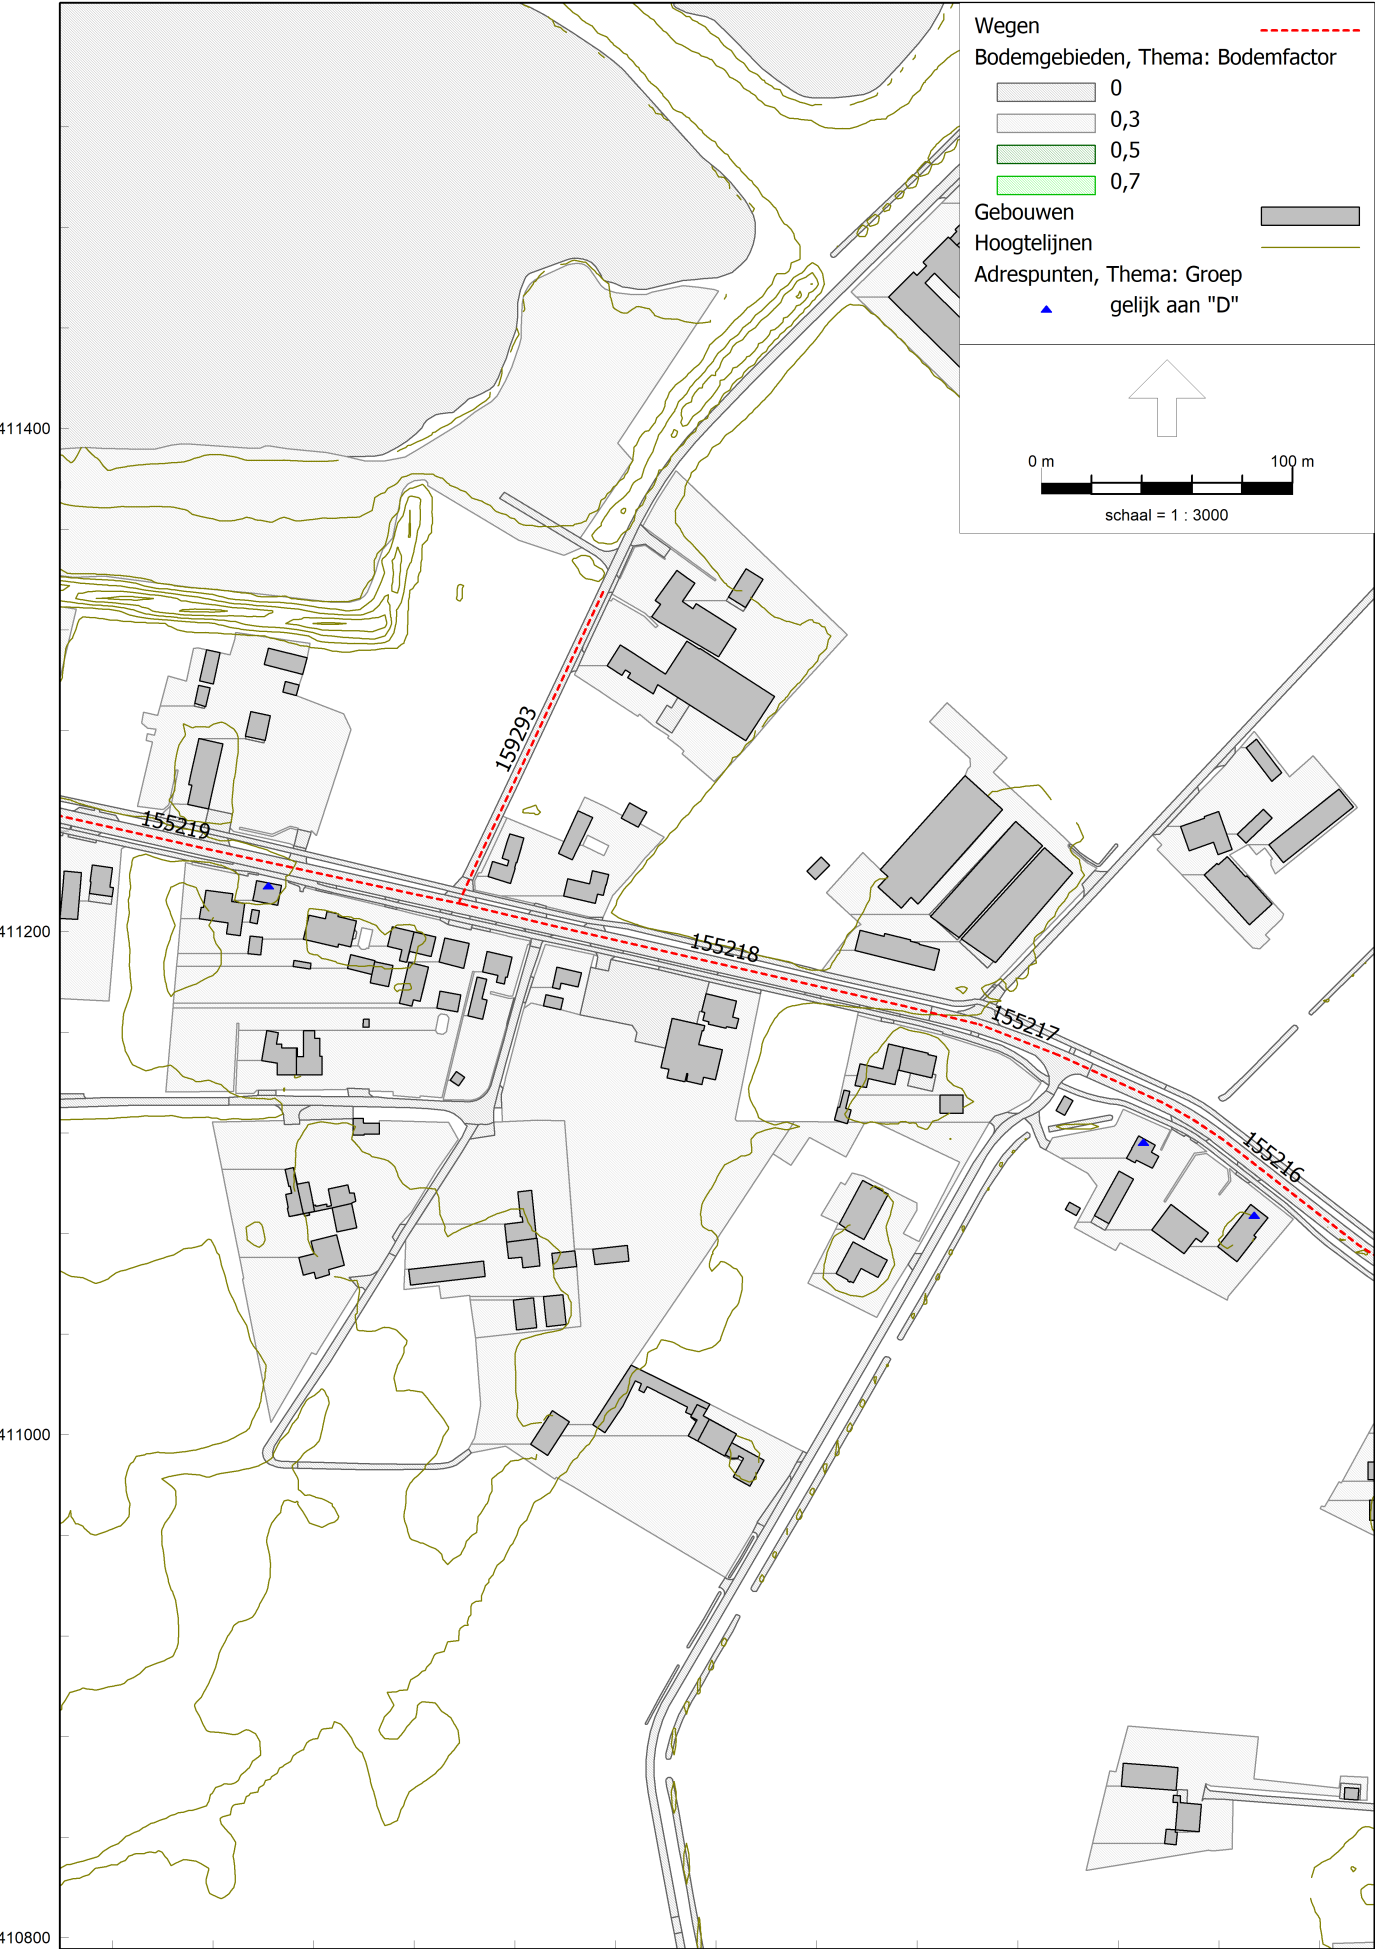 Wegen
Bodemgebieden, Thema: Bodemfactor
0
0,3
0,5
0,7
Gebouwen
Hoogtelijnen
Adrespunten, Thema: Groep
gelijk aan "D"
0 m 100 m
schaal = 1 : 3000
411400
159293
155219
411200
155218
155217
155216
411000
410800